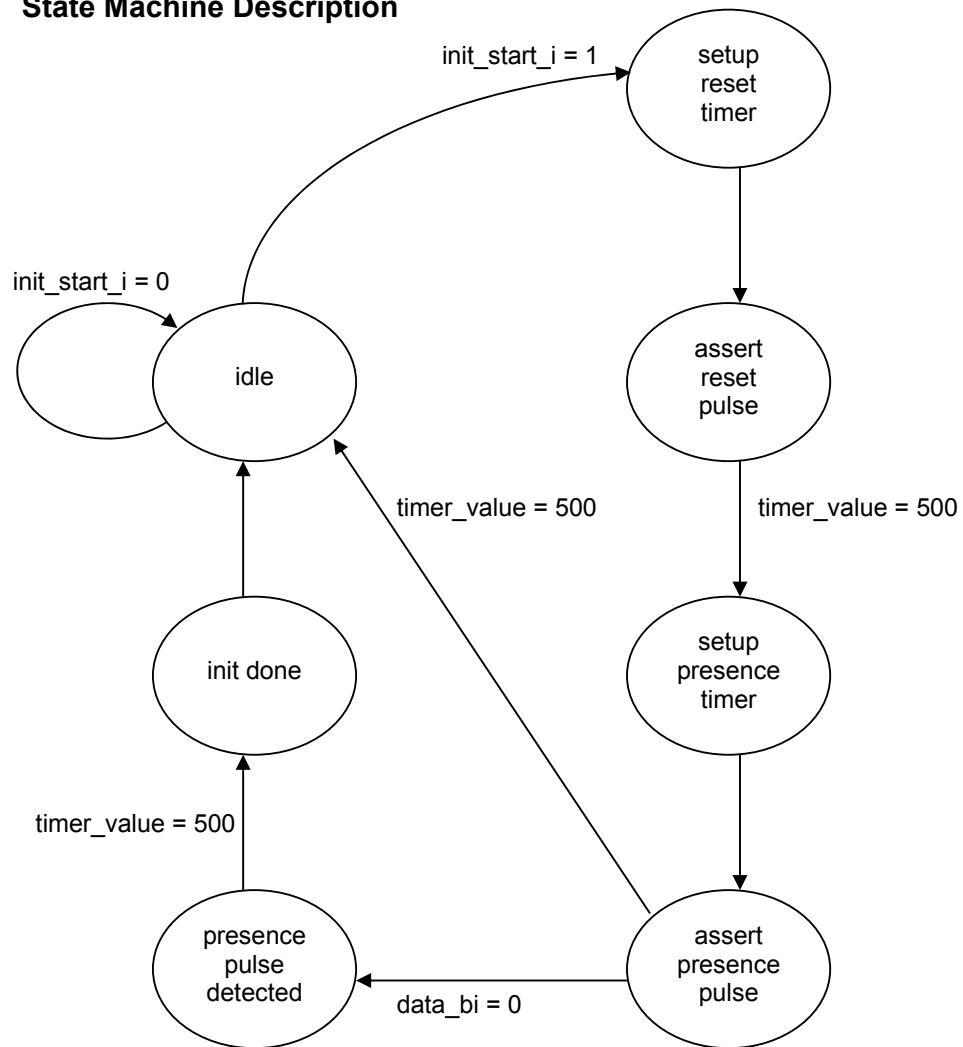 State Machine Description
init_start_i = 1
setup
reset
timer
init_start_i = 0
idle
assert
reset
pulse
timer_value = 500
timer_value = 500
init done
setup
presence
timer
timer_value = 500
presence
pulse
detected
data_bi = 0
assert
presence
pulse